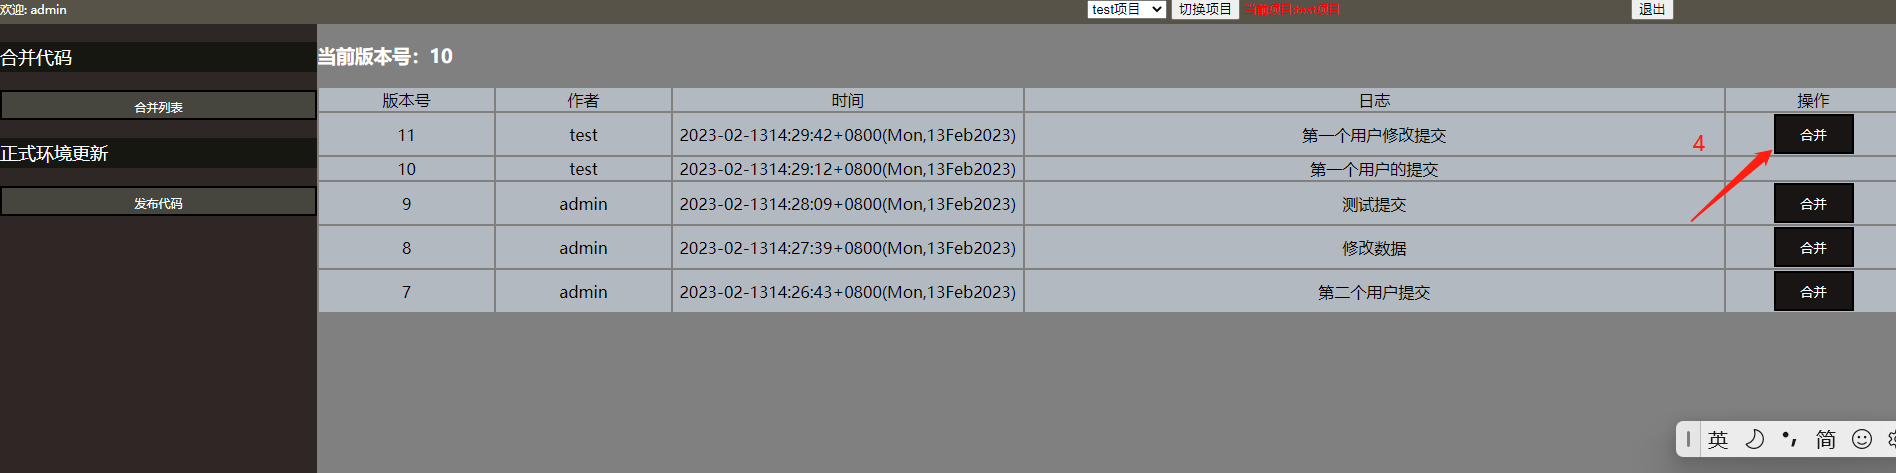 欢迎: admin
test项目 切换项目 当前项目:test项目 退出
合并代码
合并列表
正式环境更新
发布代码
当前版本号：10
版本号 作者 时间 日志 操作
11 test 2023-02-1314:29:42+0800(Mon,13Feb2023) 第一个用户修改提交 合并
4
10 test 2023-02-1314:29:12+0800(Mon,13Feb2023) 第一个用户的提交
9 admin 2023-02-1314:28:09+0800(Mon,13Feb2023) 测试提交 合并
8 admin 2023-02-1314:27:39+0800(Mon,13Feb2023) 修改数据 合并
7 admin 2023-02-1314:26:43+0800(Mon,13Feb2023) 第二个用户提交 合并
英 简